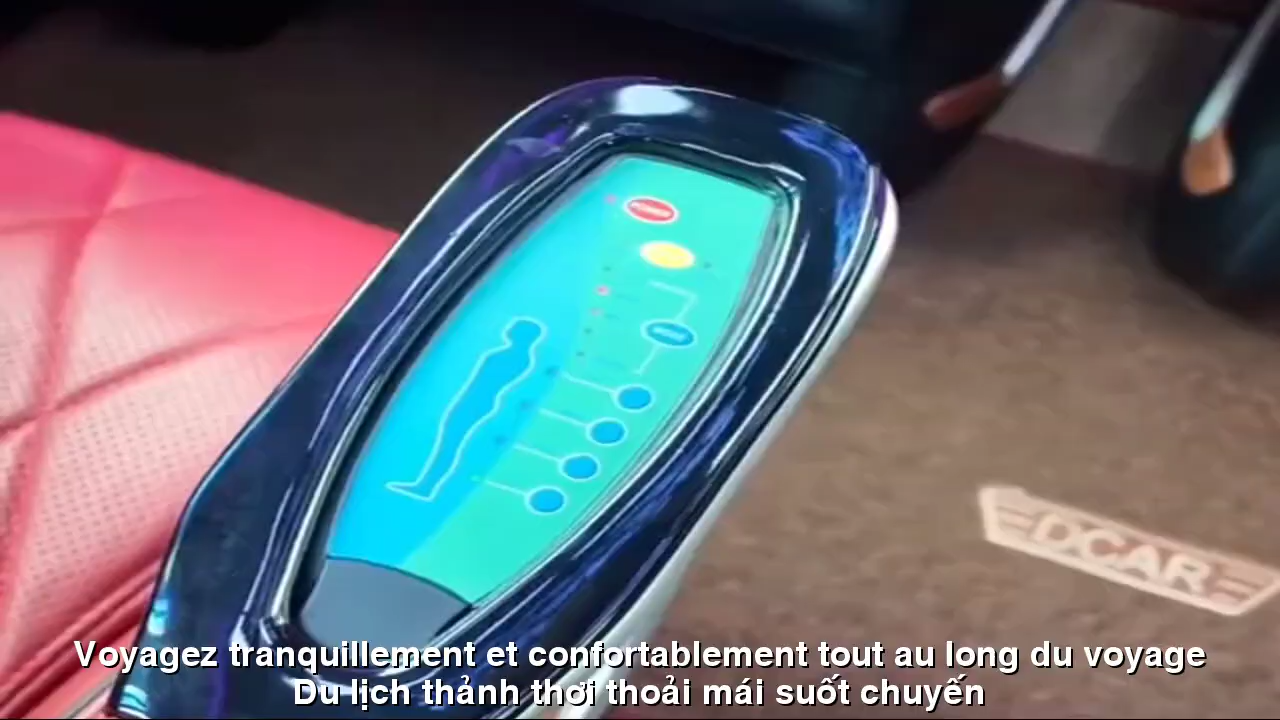 DCAR
Voyagez tranquillement et confortablement tout au long du voyage
Du lịch thảnh thơi thoải mái suốt chuyến